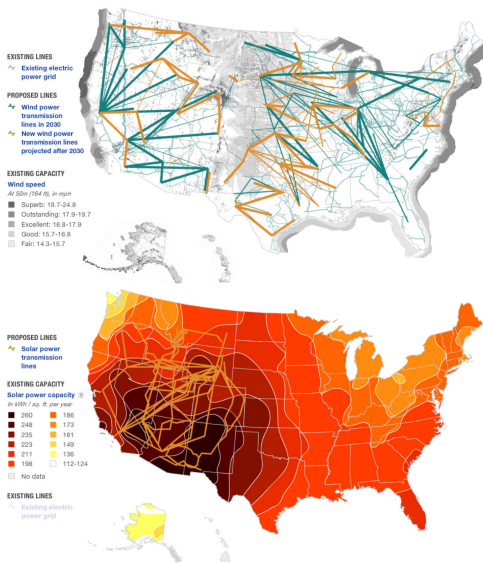 EXISTING LINES
Existing electric
power grid
PROPOSED LINES
Wind power
transmission
lines in 2030
New wind power
transmission lines
projected after 2030
EXISTING CAPACITY
Wind speed
At 50m (164 ft), in mph
Superb: 19.7-24.8
Outstanding: 17.9-19.7
Excellent: 16.8-17.9
Good: 15.7-16.8
Fair: 14.3-15.7
PROPOSED LINES
Solar power
transmission
lines
EXISTING CAPACITY
Solar power capacity ?
In kWh / sq. ft. per year
260 186
248 173
235 161
223 149
211 136
198 112-124
No data
EXISTING LINES
Existing electric
power grid